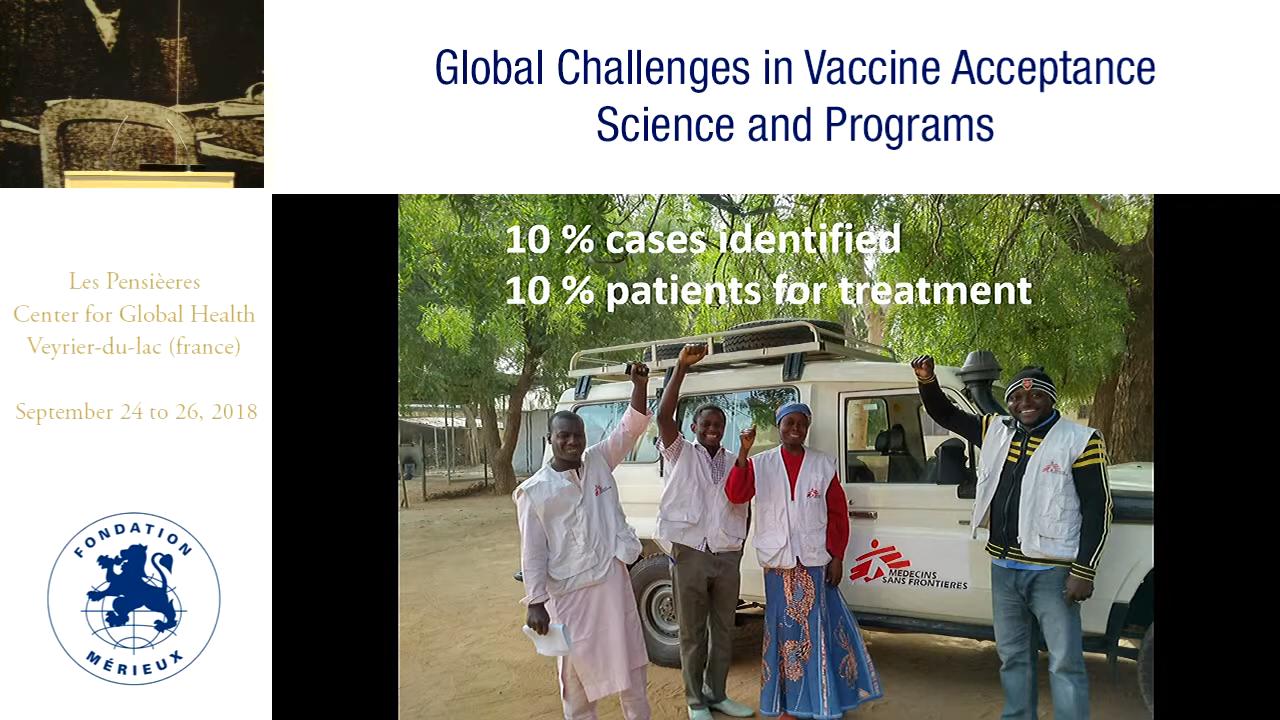 Global Challenges in Vaccine Acceptance
Science and Programs
10 % cases identified
10 % patients for treatment
Les Pensièeres
Center for Global Health
Veyrier-du-lac (france)
September 24 to 26, 2018
FONDATION
MÉRIEUX
MEDECINS
SANS FRONTIERES